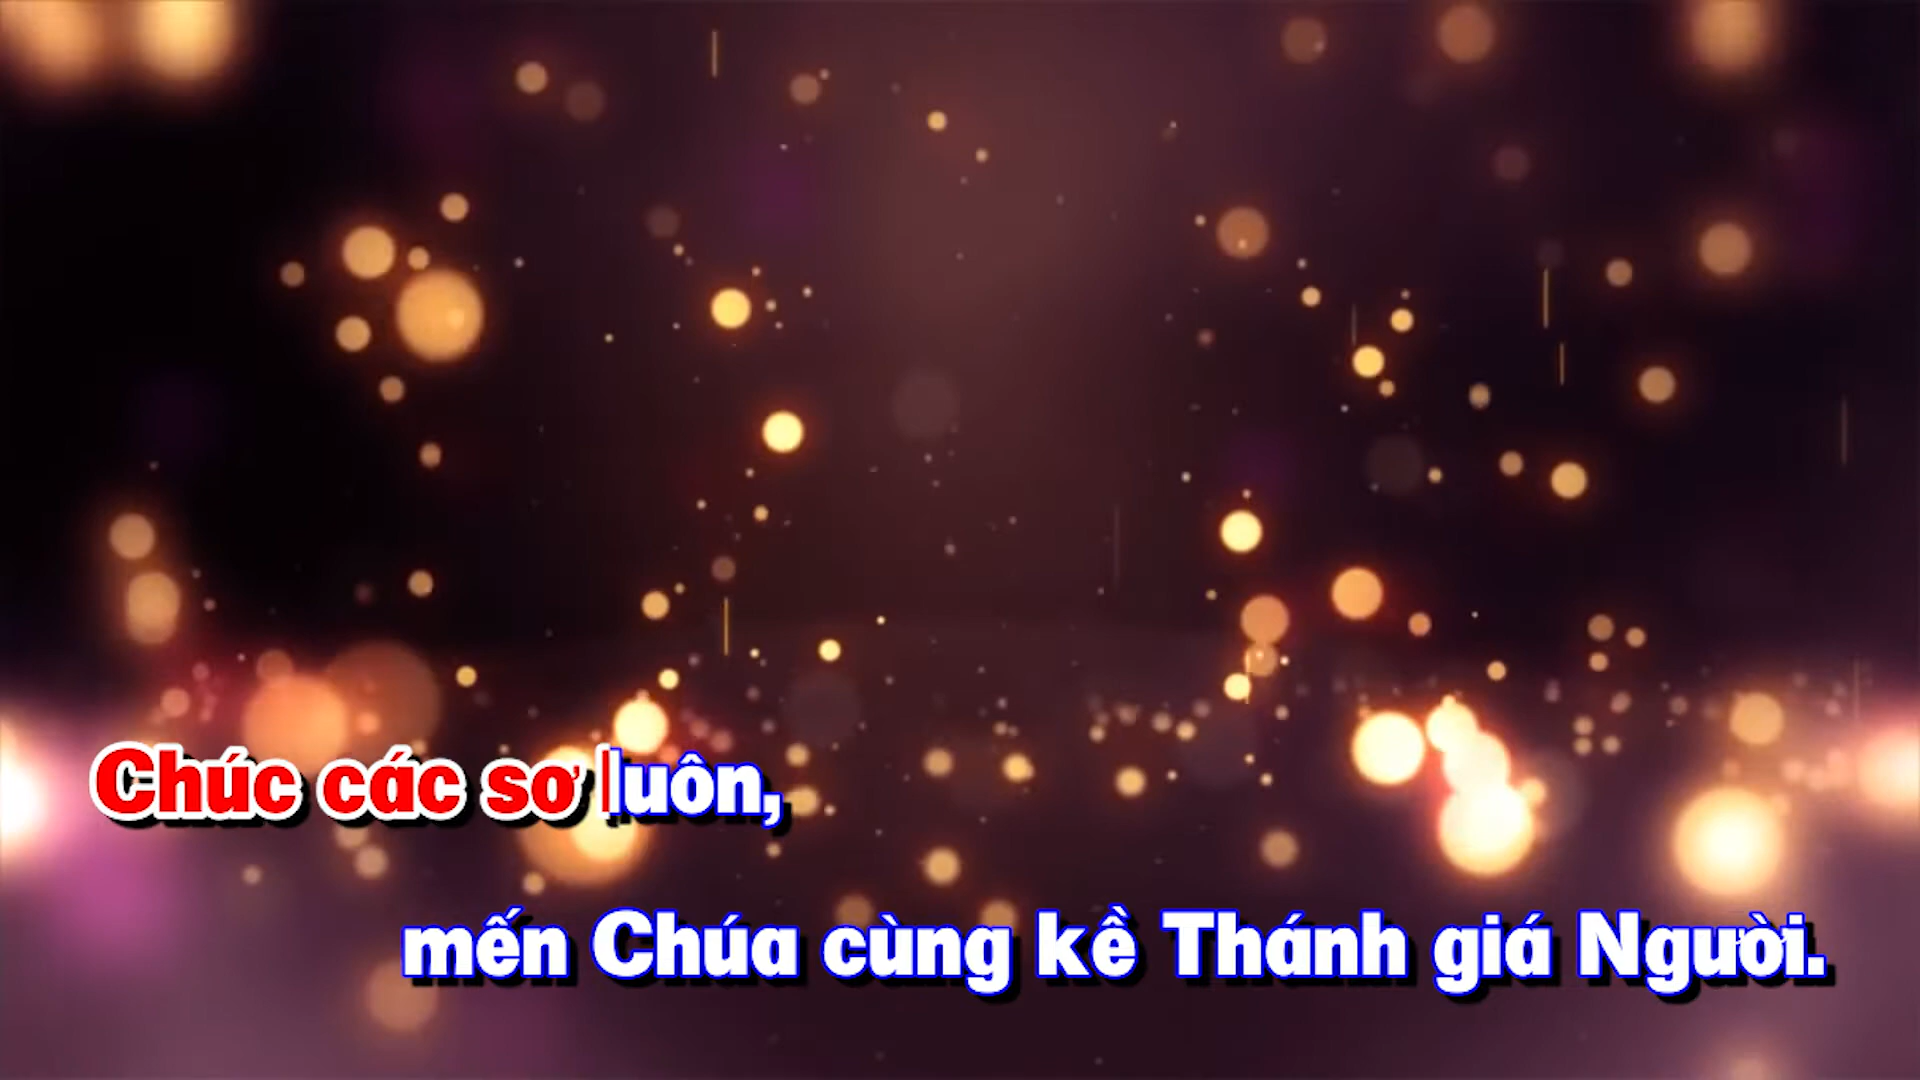 Chúc các sơ luôn,
mến Chúa cùng kề Thánh giá Người.